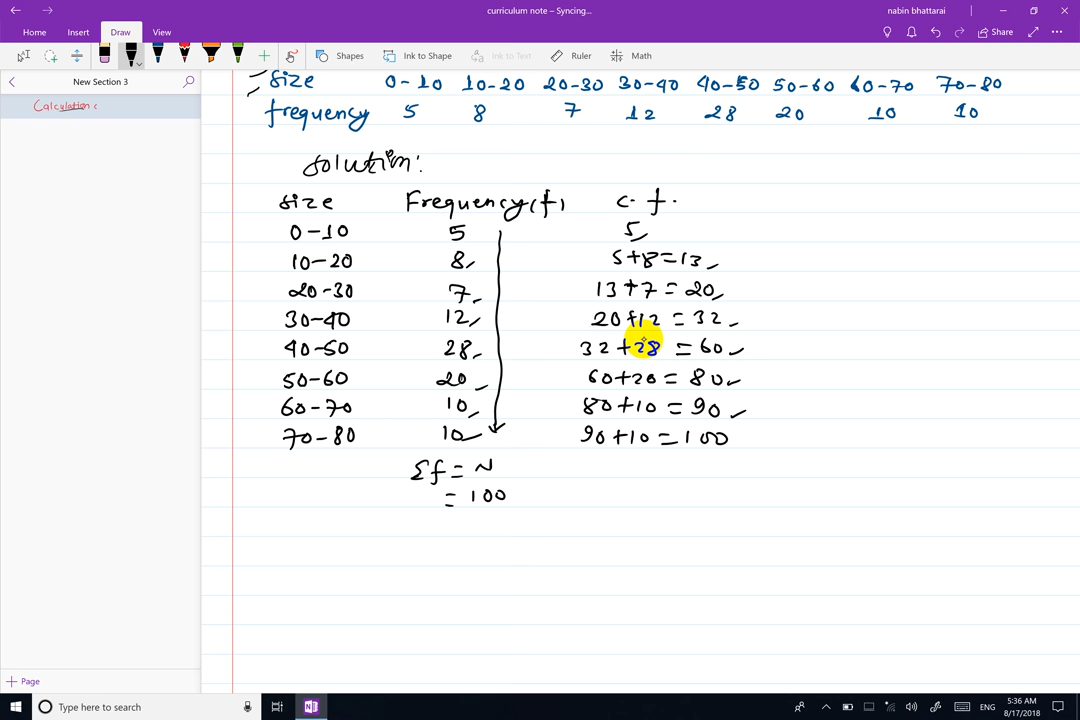 curriculum note – Syncing...
nabin bhattarai
Home Insert Draw View
Share
Shapes Ink to Shape Ink to Text Ruler Math
New Section 3
Calculation c
Size 0-10 10-20 20-30 30-40 40-50 50-60 60-70 70-80
frequency 5 8 7 12 28 20 10 10
Solution:
Size Frequency(f) c.f.
0-10 5 5
10-20 8 5+8=13
20-30 7 13+7=20
30-40 12 20+12=32
40-50 28 32+28=60
50-60 20 60+20=80
60-70 10 80+10=90
70-80 10 90+10=100
Σf = N
= 100
Page
Type here to search
ENG
5:36 AM
8/17/2018